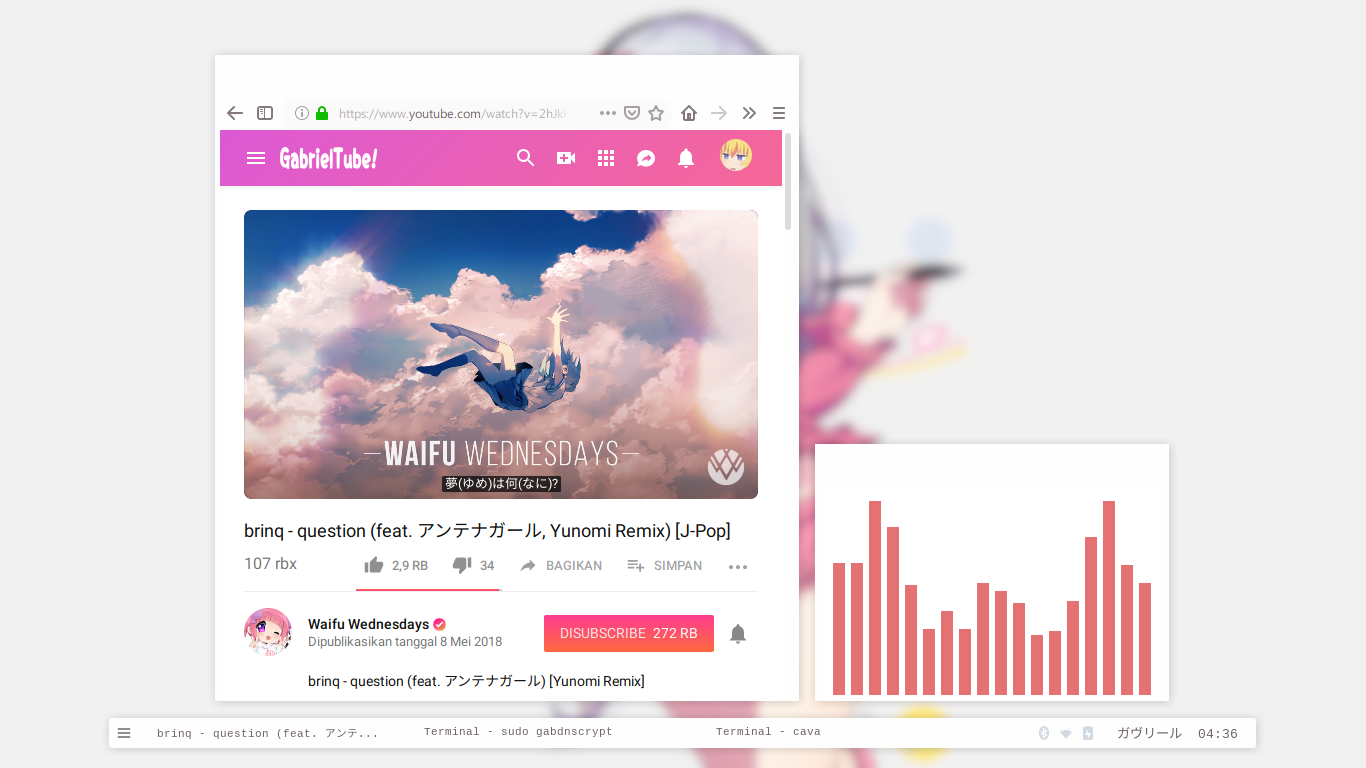 https://www.youtube.com/watch?v=2hJkH
GabrielTube!
WAIFU WEDNESDAYS
夢(ゆめ)は何(なに)?
brinq - question (feat. アンテナガール, Yunomi Remix) [J-Pop]
107 rbx
2,9 RB
34
BAGIKAN
SIMPAN
Waifu Wednesdays
Dipublikasikan tanggal 8 Mei 2018
DISUBSCRIBE 272 RB
brinq - question (feat. アンテナガール) [Yunomi Remix]
brinq - question (feat. アンテ...
Terminal - sudo gabdnscrypt
Terminal - cava
ガヴリール
04:36